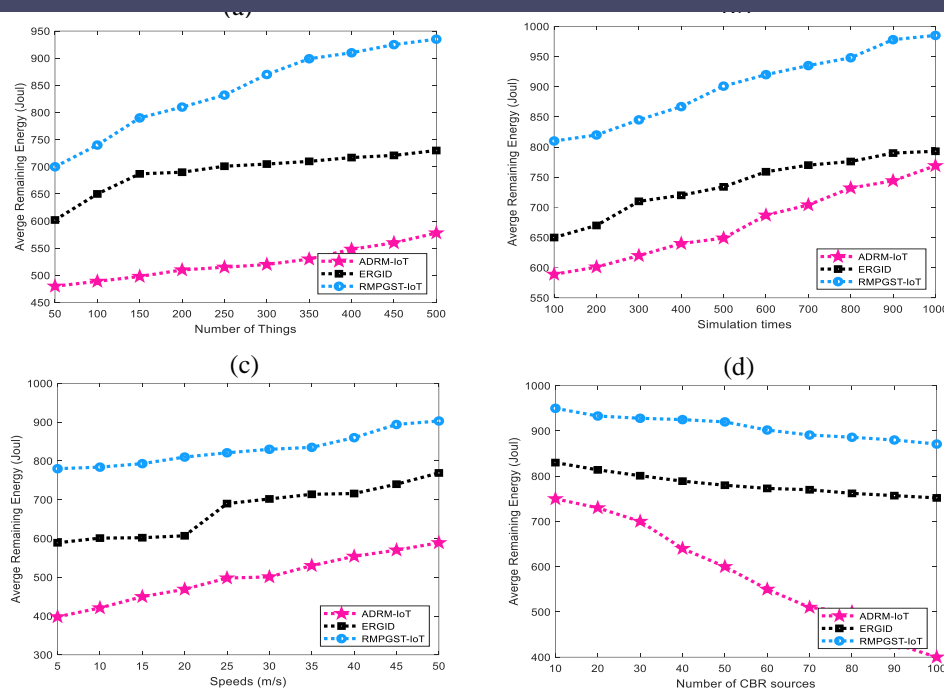 (a)
Averge Remaining Energy (Joul)
950
900
850
800
750
700
650
600
550
500
450
50 100 150 200 250 300 350 400 450 500
Number of Things
ADRM-IoT
ERGID
RMPGST-IoT
Averge Remaining Energy (Joul)
1000
950
900
850
800
750
700
650
600
550
100 200 300 400 500 600 700 800 900 1000
Simulation times
ADRM-IoT
ERGID
RMPGST-IoT
(c)
Averge Remaining Energy (Joul)
1000
900
800
700
600
500
400
300
5 10 15 20 25 30 35 40 45 50
Speeds (m/s)
ADRM-IoT
ERGID
RMPGST-IoT
(d)
Averge Remaining Energy (Joul)
1000
900
800
700
600
500
400
10 20 30 40 50 60 70 80 90 100
Number of CBR sources
ADRM-IoT
ERGID
RMPGST-IoT